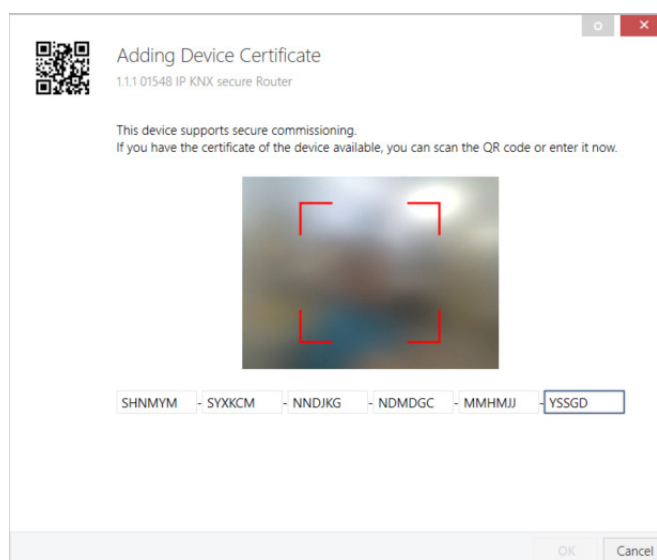 Adding Device Certificate
1.1.1 01548 IP KNX secure Router
This device supports secure commissioning.
If you have the certificate of the device available, you can scan the QR code or enter it now.
SHNMYM - SYXKCM - NNDJKG - NDMDGC - MMHMJJ - YSSGD
OK Cancel